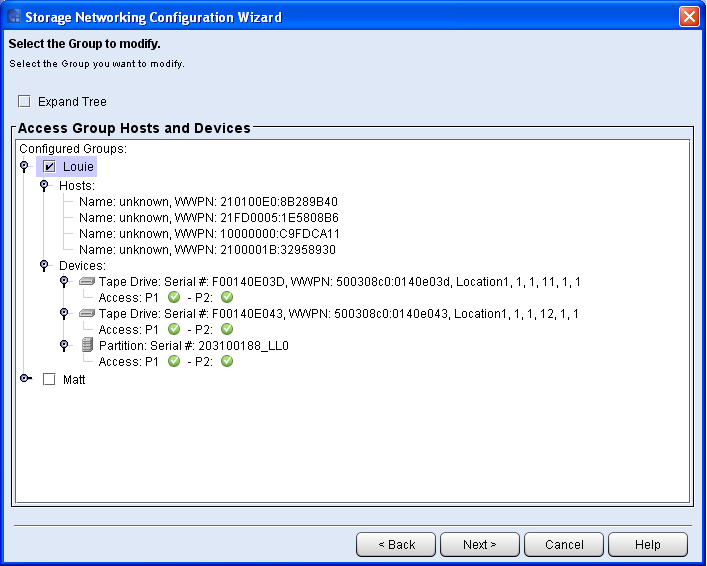 Storage Networking Configuration Wizard
Select the Group to modify.
Select the Group you want to modify.
Expand Tree
Access Group Hosts and Devices
Configured Groups:
Louie
Hosts:
Name: unknown, WWPN: 210100E0:8B289B40
Name: unknown, WWPN: 21FD0005:1E5808B6
Name: unknown, WWPN: 10000000:C9FDCA11
Name: unknown, WWPN: 2100001B:32958930
Devices:
Tape Drive: Serial #: F00140E03D, WWPN: 500308c0:0140e03d, Location1, 1, 1, 11, 1, 1
Access: P1 - P2:
Tape Drive: Serial #: F00140E043, WWPN: 500308c0:0140e043, Location1, 1, 1, 12, 1, 1
Access: P1 - P2:
Partition: Serial #: 203100188_LL0
Access: P1 - P2:
Matt
< Back Next > Cancel Help